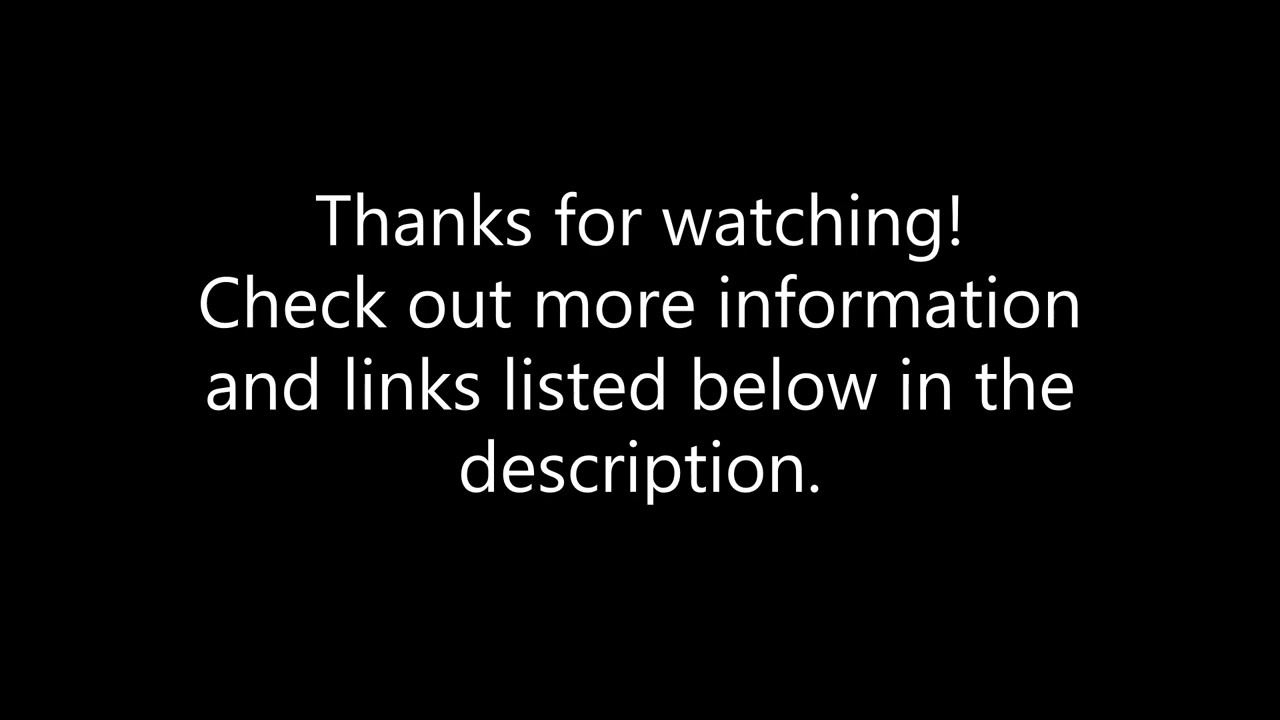 Thanks for watching!
Check out more information
and links listed below in the
description.